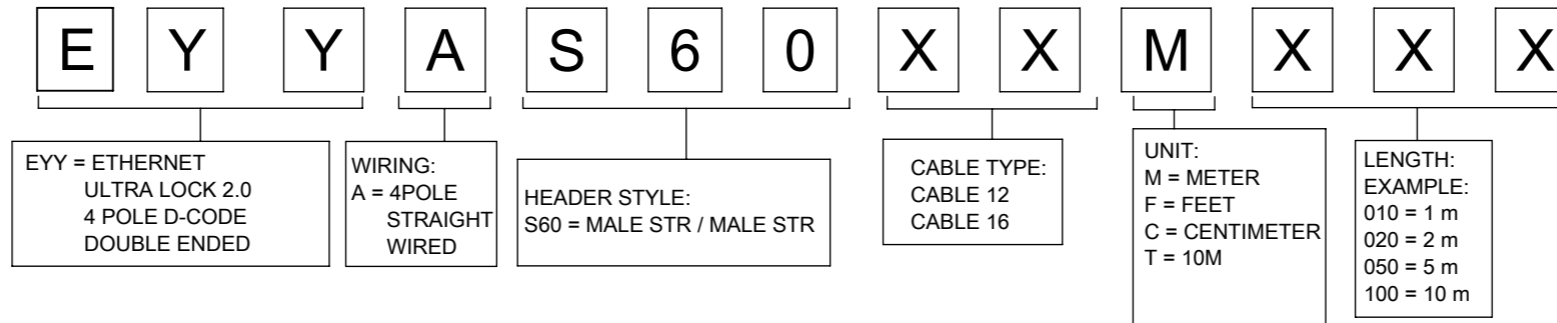 E Y Y A S 6 0 X X M X X X
EYY = ETHERNET
ULTRA LOCK 2.0
4 POLE D-CODE
DOUBLE ENDED
WIRING:
A = 4POLE
STRAIGHT
WIRED
HEADER STYLE:
S60 = MALE STR / MALE STR
CABLE TYPE:
CABLE 12
CABLE 16
UNIT:
M = METER
F = FEET
C = CENTIMETER
T = 10M
LENGTH:
EXAMPLE:
010 = 1 m
020 = 2 m
050 = 5 m
100 = 10 m